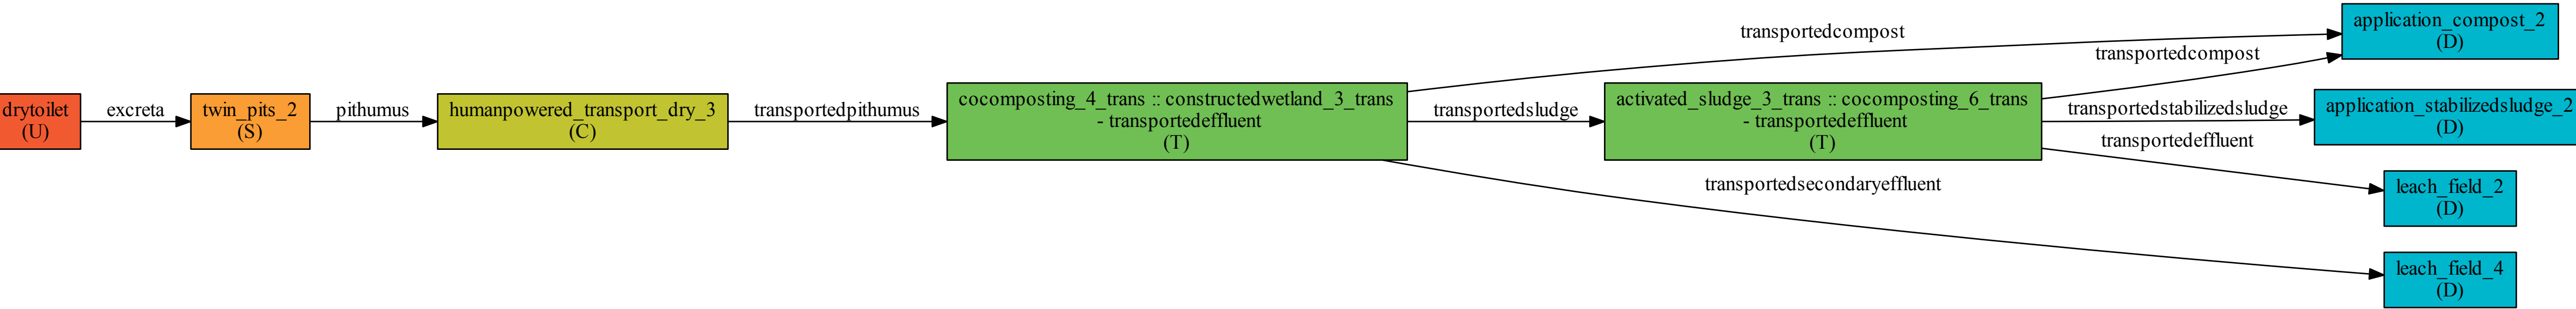 drytoilet
(U)
excreta
twin_pits_2
(S)
pithumus
humanpowered_transport_dry_3
(C)
transportedpithumus
cocomposting_4_trans :: constructedwetland_3_trans
- transportedeffluent
(T)
transportedcompost
transportedsludge
transportedsecondaryeffluent
activated_sludge_3_trans :: cocomposting_6_trans
- transportedeffluent
(T)
transportedcompost
transportedstabilizedsludge
transportedeffluent
application_compost_2
(D)
application_stabilizedsludge_2
(D)
leach_field_2
(D)
leach_field_4
(D)